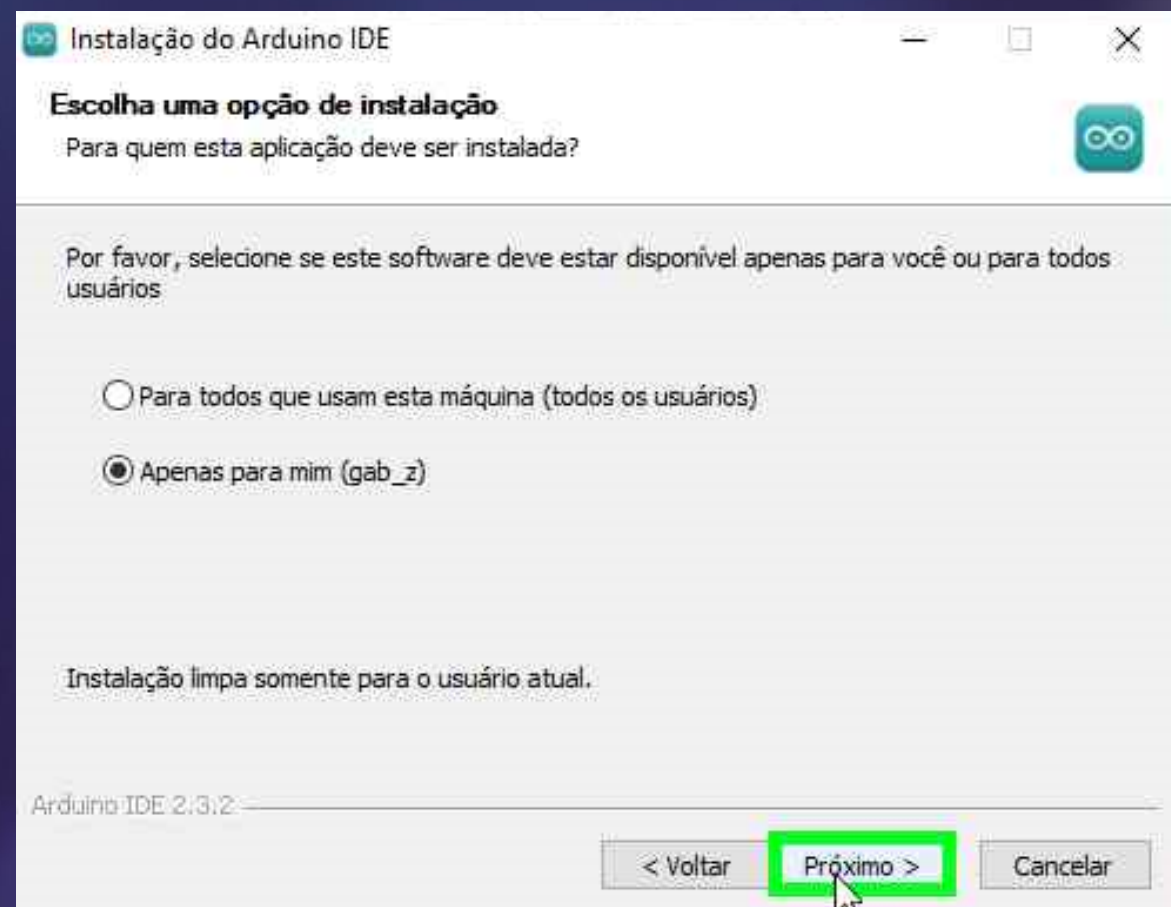 Instalação do Arduino IDE
Escolha uma opção de instalação
Para quem esta aplicação deve ser instalada?
Por favor, selecione se este software deve estar disponível apenas para você ou para todos
usuários
Para todos que usam esta máquina (todos os usuários)
Apenas para mim (gab_z)
Instalação limpa somente para o usuário atual.
Arduino IDE 2.3.2
< Voltar
Próximo >
Cancelar